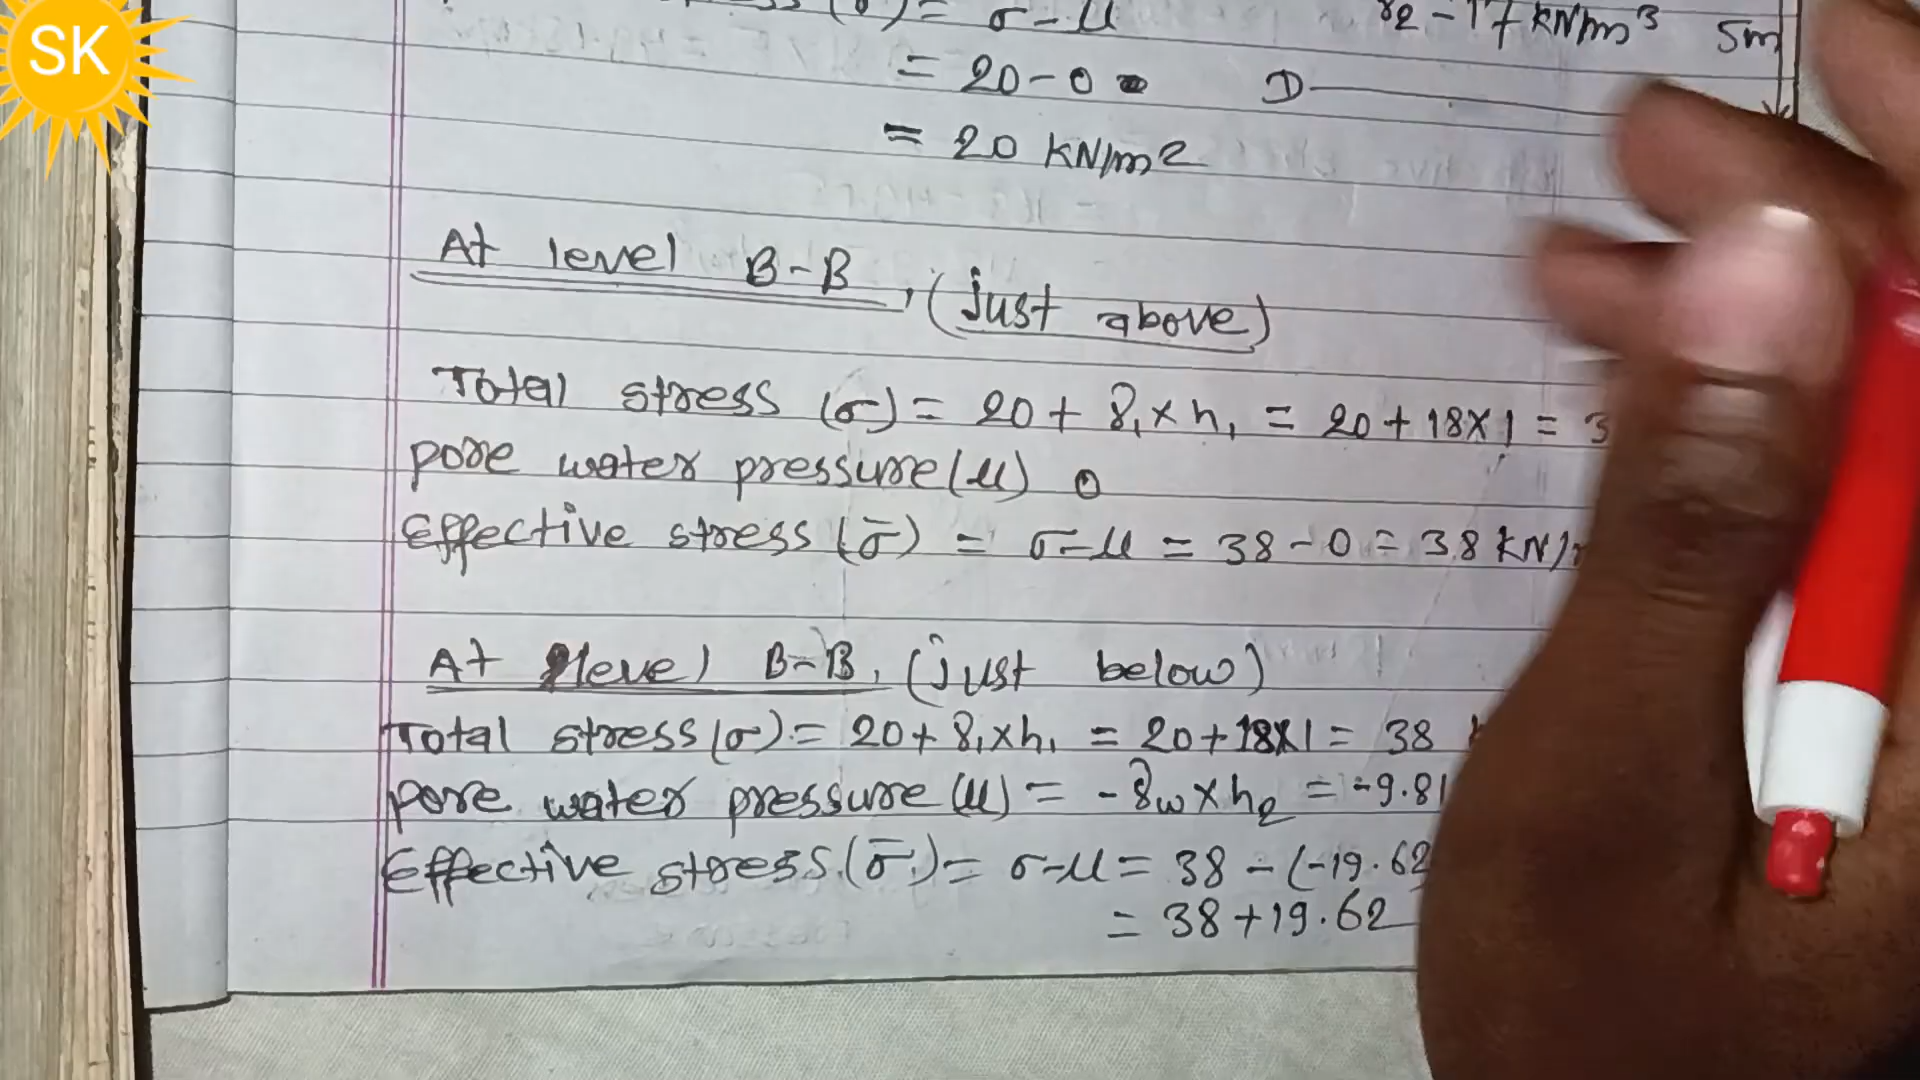 SK
(σ) = σ - u γ2 - 17 kN/m3 5m
= 20 - 0 D
= 20 kN/m2
At level B-B, (just above)
Total stress (σ) = 20 + γ1 x h1 = 20 + 18 x 1 = 3
pore water pressure (u) 0
Effective stress (σ̄) = σ - u = 38 - 0 = 38 kN/
At level B-B, (just below)
Total stress (σ) = 20 + γ1 x h1 = 20 + 18 x 1 = 38
pore water pressure (u) = - γw x h2 = -9.81
Effective stress (σ̄) = σ - u = 38 - (-19.62
= 38 + 19.62